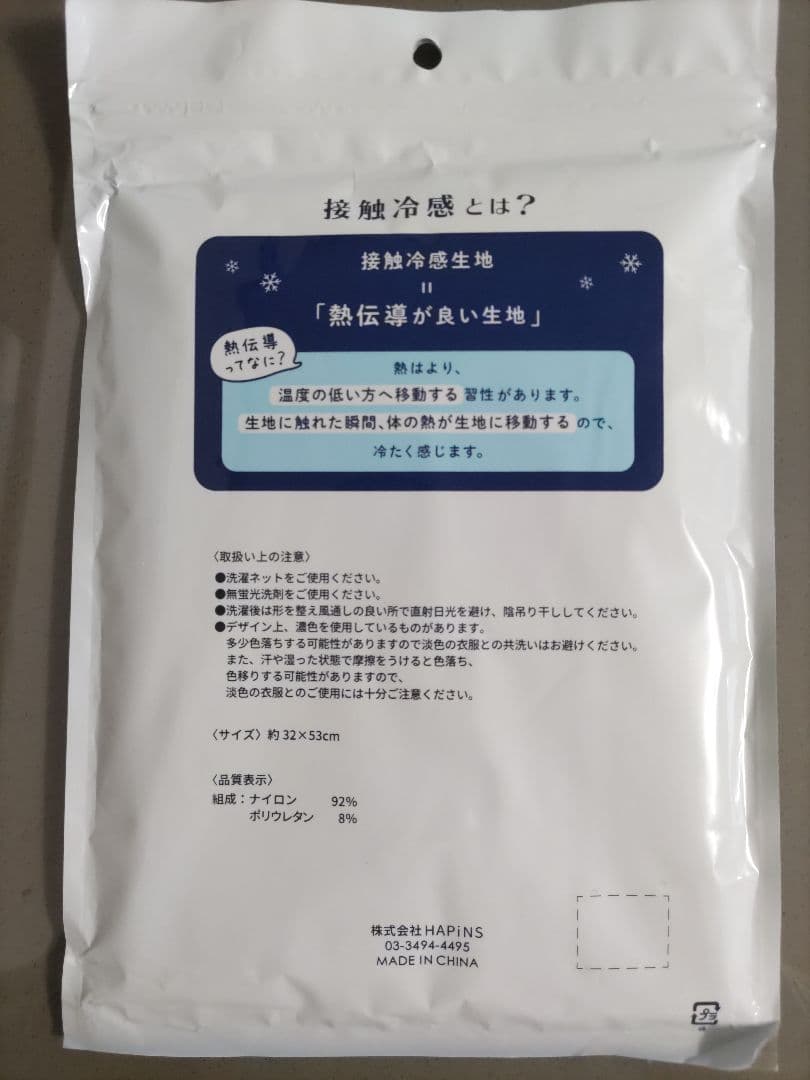 接触冷感とは？
接触冷感生地
=
「熱伝導が良い生地」
熱伝導
ってなに？
熱はより、
温度の低い方へ移動する 習性があります。
生地に触れた瞬間、体の熱が生地に移動する ので、
冷たく感じます。
〈取扱い上の注意〉
●洗濯ネットをご使用ください。
●無蛍光洗剤をご使用ください。
●洗濯後は形を整え風通しの良い所で直射日光を避け、陰吊り干ししてください。
●デザイン上、濃色を使用しているものがあります。
多少色落ちする可能性がありますので淡色の衣服との共洗いはお避けください。
また、汗や湿った状態で摩擦をうけると色落ち、
色移りする可能性がありますので、
淡色の衣服とのご使用には十分ご注意ください。
〈サイズ〉約 32×53cm
〈品質表示〉
組成：ナイロン 92%
ポリウレタン 8%
株式会社HAPiNS
03-3494-4495
MADE IN CHINA
プラ